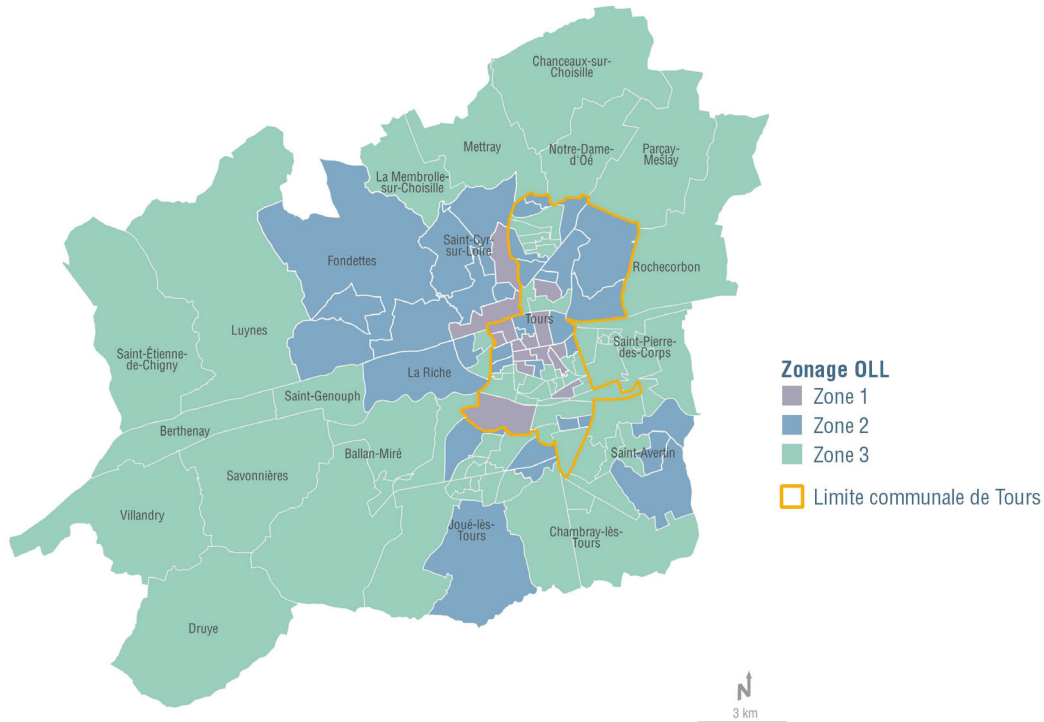 Chanceaux-sur-
Choisille
Mettray
Notre-Dame-
d'Oé
Parçay-
Meslay
La Membrolle-
sur-Choisille
Saint-Cyr-
sur-Loire
Fondettes
Rochecorbon
Luynes
Tours
Saint-Pierre-
des-Corps
Saint-Étienne-
de-Chigny
La Riche
Saint-Genouph
Berthenay
Ballan-Miré
Saint-Avertin
Savonnières
Villandry
Joué-lès-
Tours
Chambray-lès-
Tours
Druye
Zonage OLL
Zone 1
Zone 2
Zone 3
Limite communale de Tours
N
3 km